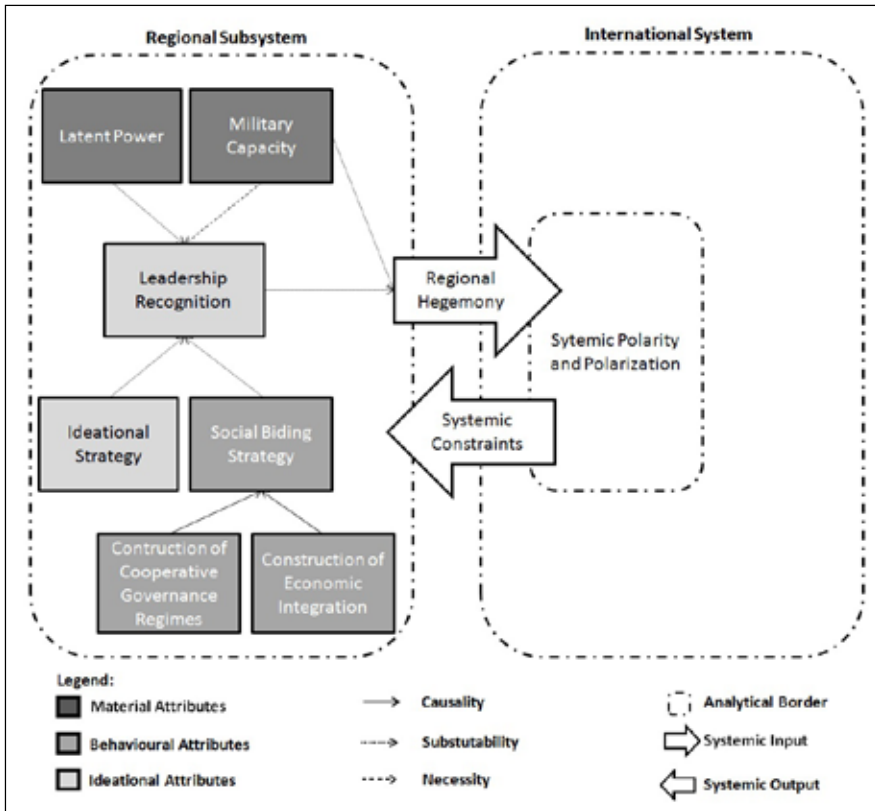 Regional Subsystem
International System
Latent Power
Military
Capacity
Leadership
Recognition
Regional
Hegemony
Sytemic Polarity
and Polarization
Ideational
Strategy
Social Biding
Strategy
Systemic
Constraints
Contruction of
Cooperative
Governance
Regimes
Construction of
Economic
Integration
Legend:
Material Attributes
Behavioural Attributes
Ideational Attributes
Causality
Substutability
Necessity
Analytical Border
Systemic Input
Systemic Output